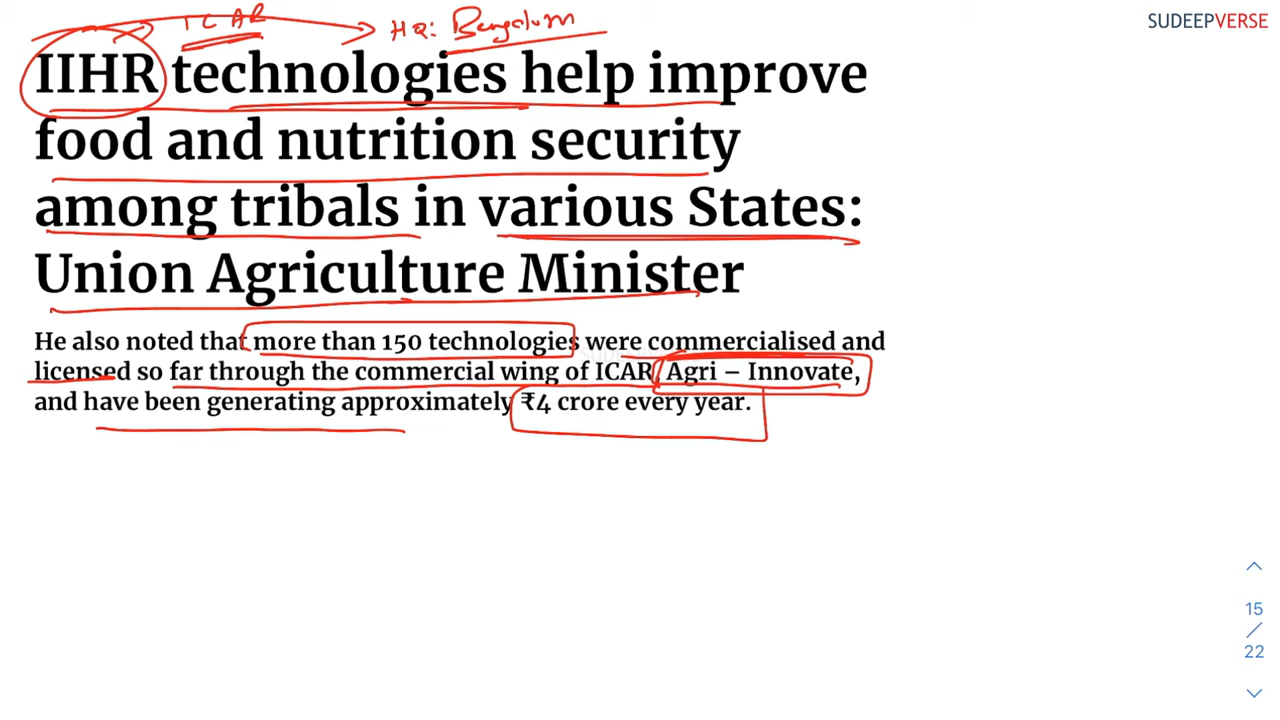 ICAR
HQ: Bengaluru
SUDEEPVERSE
IIHR technologies help improve
food and nutrition security
among tribals in various States:
Union Agriculture Minister
He also noted that more than 150 technologies were commercialised and
licensed so far through the commercial wing of ICAR, Agri – Innovate,
and have been generating approximately ₹4 crore every year.
15
/
22